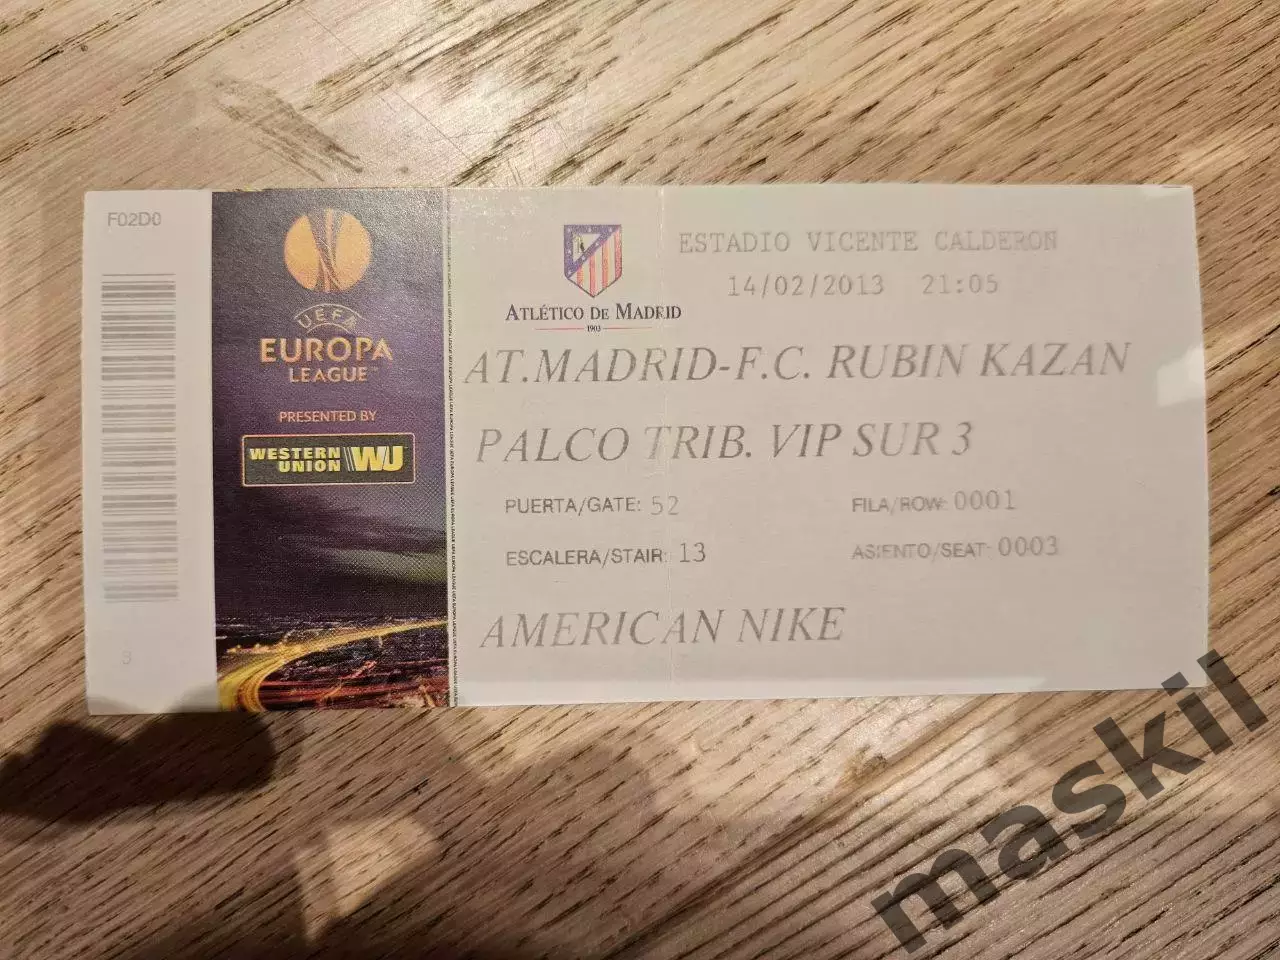 F02D0
3
UEFA
EUROPA
LEAGUE™
PRESENTED BY
WESTERN
UNION WU
ATLÉTICO DE MADRID
1903
ESTADIO VICENTE CALDERON
14/02/2013 21:05
AT.MADRID-F.C. RUBIN KAZAN
PALCO TRIB. VIP SUR 3
PUERTA/GATE: 52
FILA/ROW: 0001
ESCALERA/STAIR: 13
ASIENTO/SEAT: 0003
AMERICAN NIKE
maskil